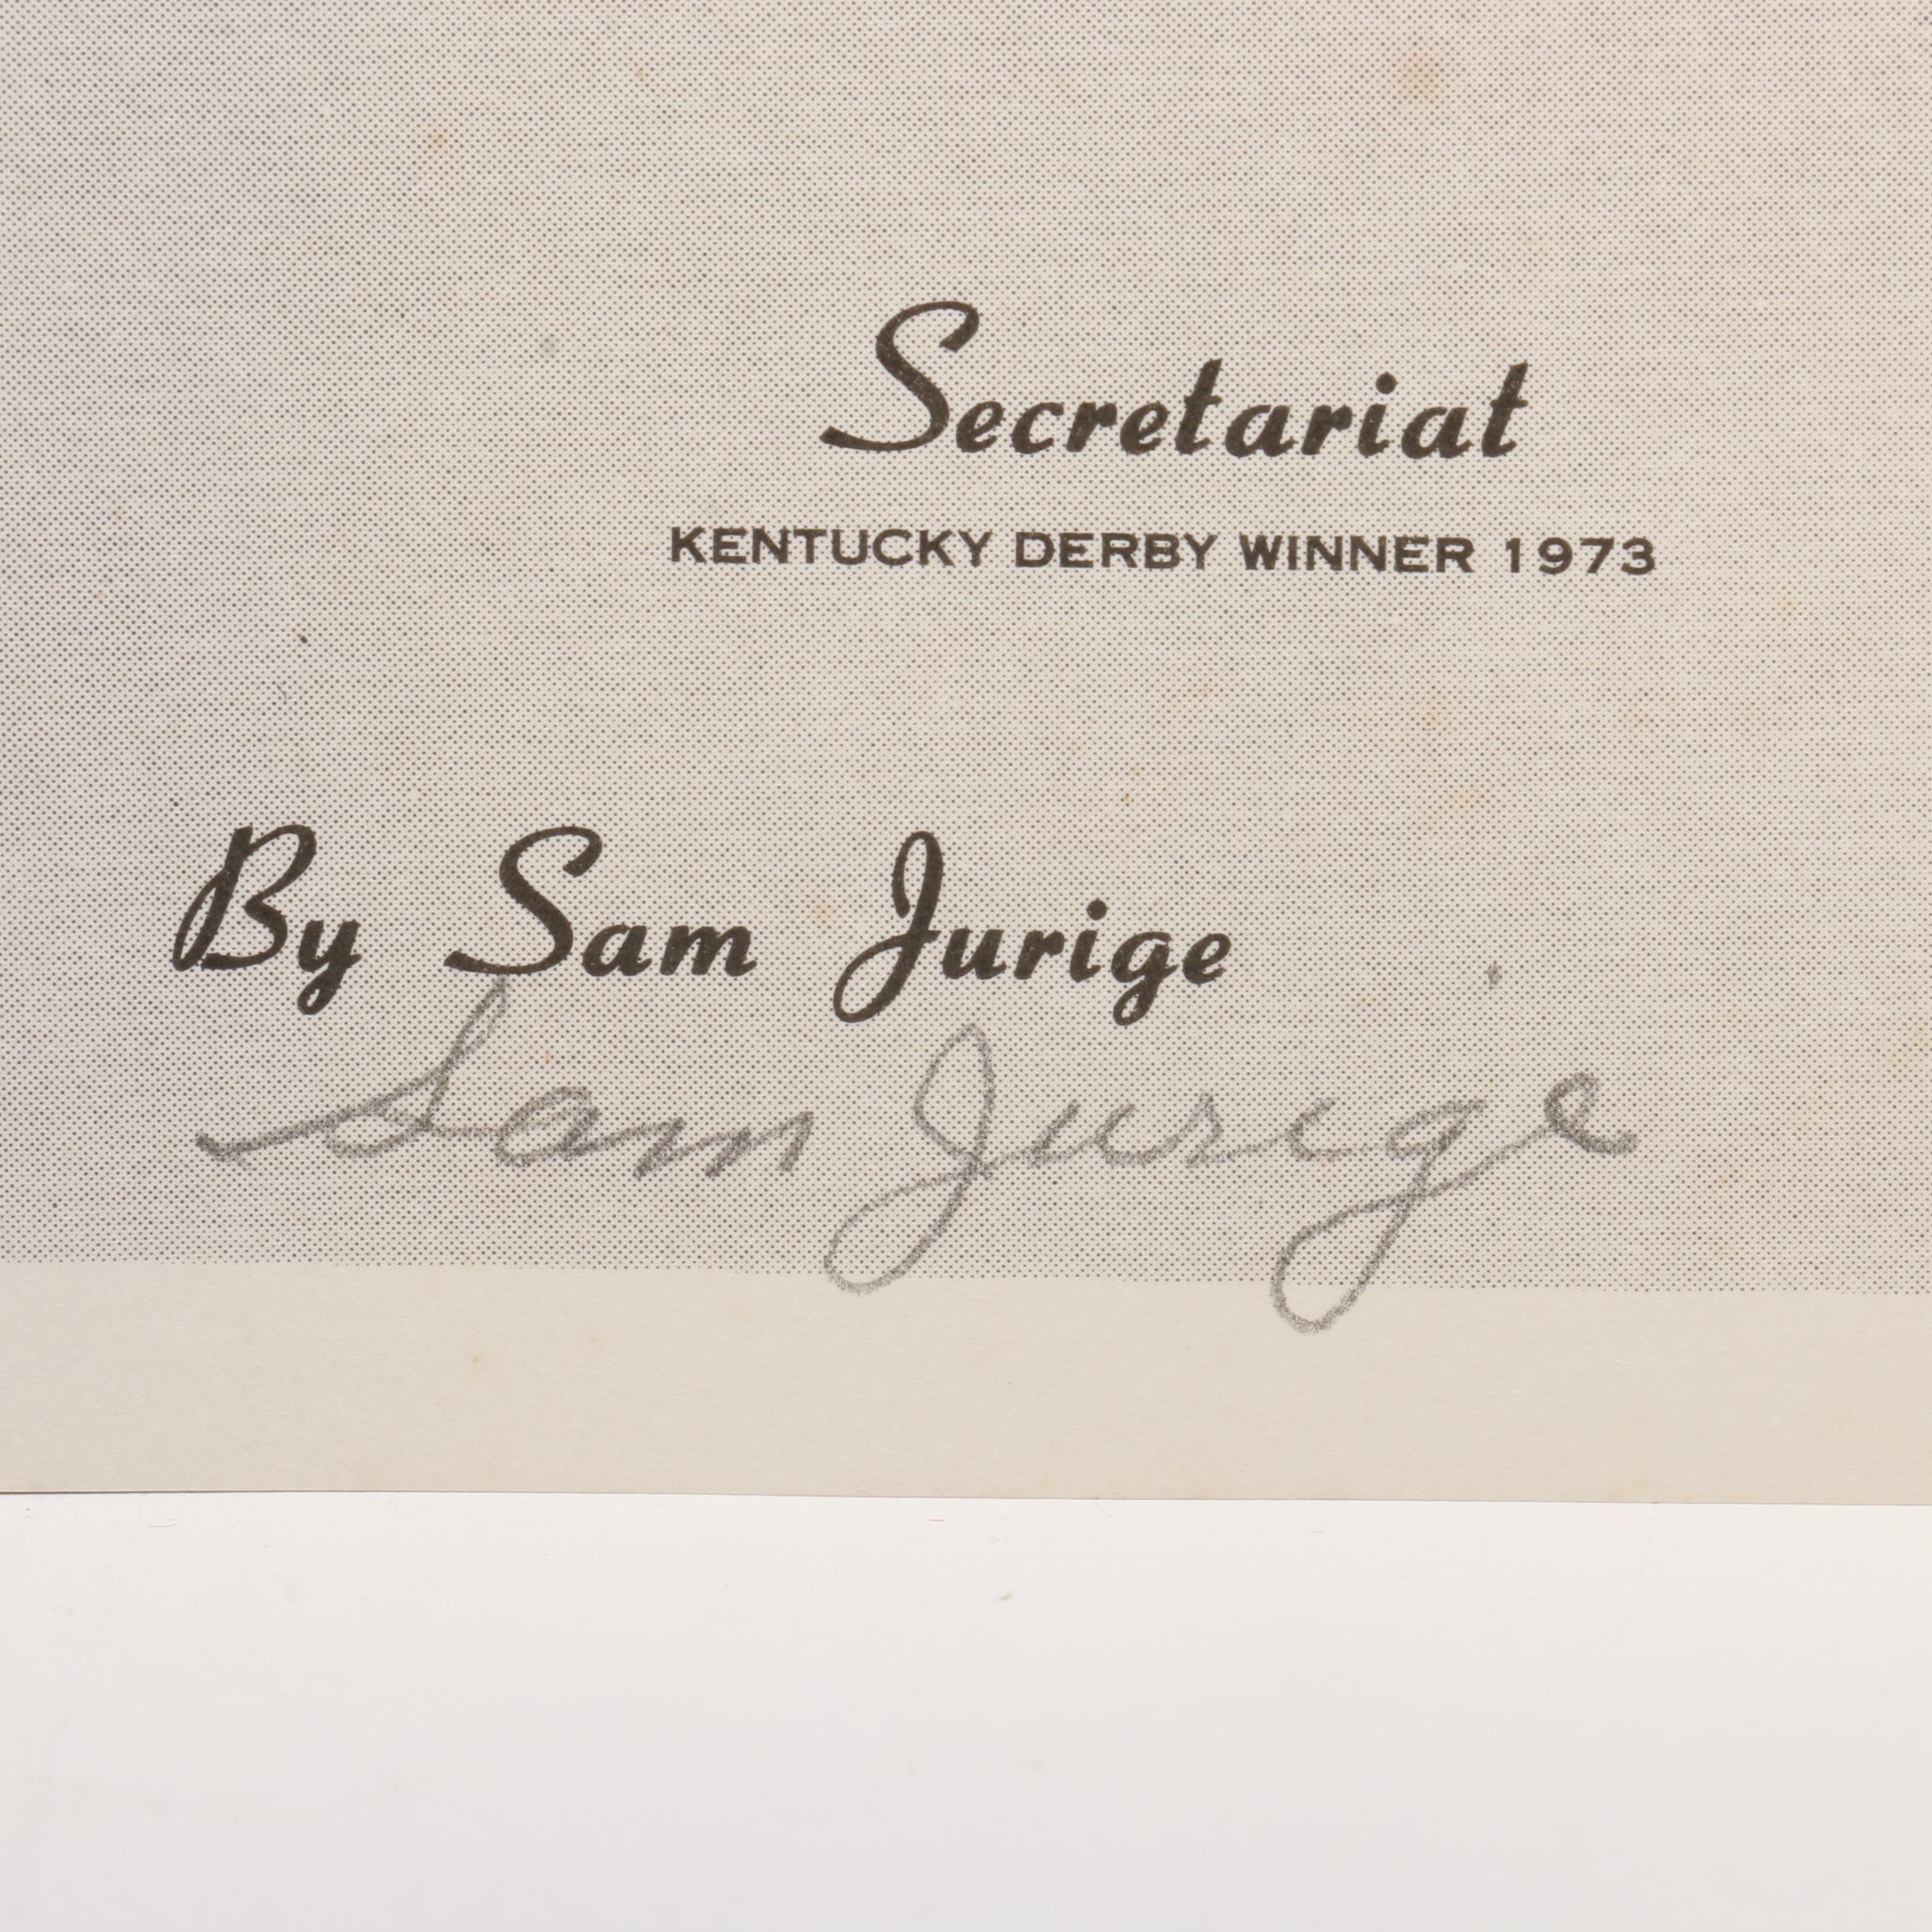 Secretariat
KENTUCKY DERBY WINNER 1973
By Sam Jurige
Sam Jurige